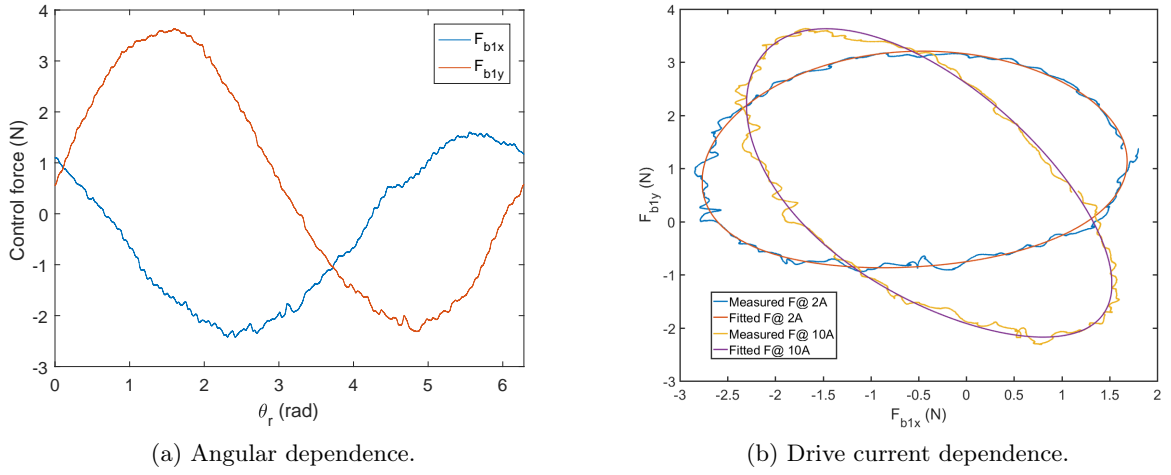 4
3
2
1
0
-1
-2
-3
0
1
2
3
4
5
6
Control force (N)
θr (rad)
Fb1x
Fb1y
(a) Angular dependence.
4
3
2
1
0
-1
-2
-3
-3
-2.5
-2
-1.5
-1
-0.5
0
0.5
1
1.5
2
Fb1y (N)
Fb1x (N)
Measured F@ 2A
Fitted F@ 2A
Measured F@ 10A
Fitted F@ 10A
(b) Drive current dependence.